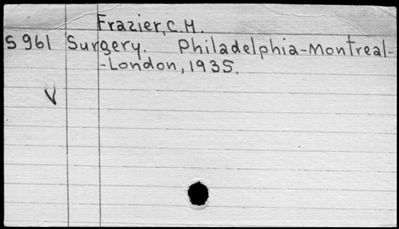 Frazier, C.H.
S961 Surgery. Philadelphia-Montreal-
-London, 1935.
V